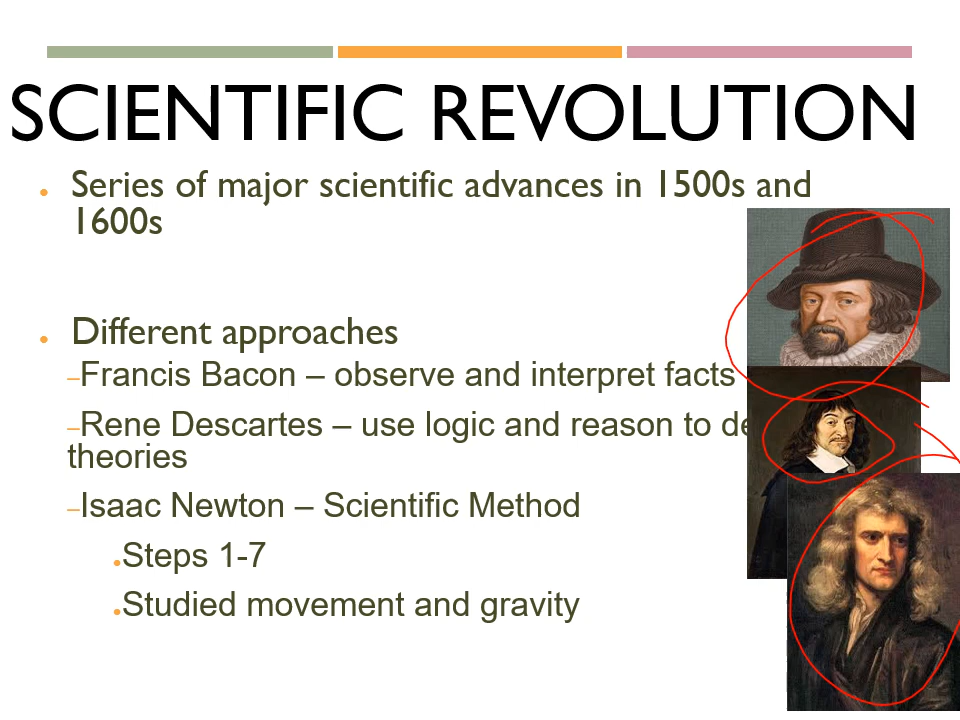 SCIENTIFIC REVOLUTION
• Series of major scientific advances in 1500s and
1600s
• Different approaches
–Francis Bacon – observe and interpret facts
–Rene Descartes – use logic and reason to
theories
–Isaac Newton – Scientific Method
•Steps 1-7
•Studied movement and gravity